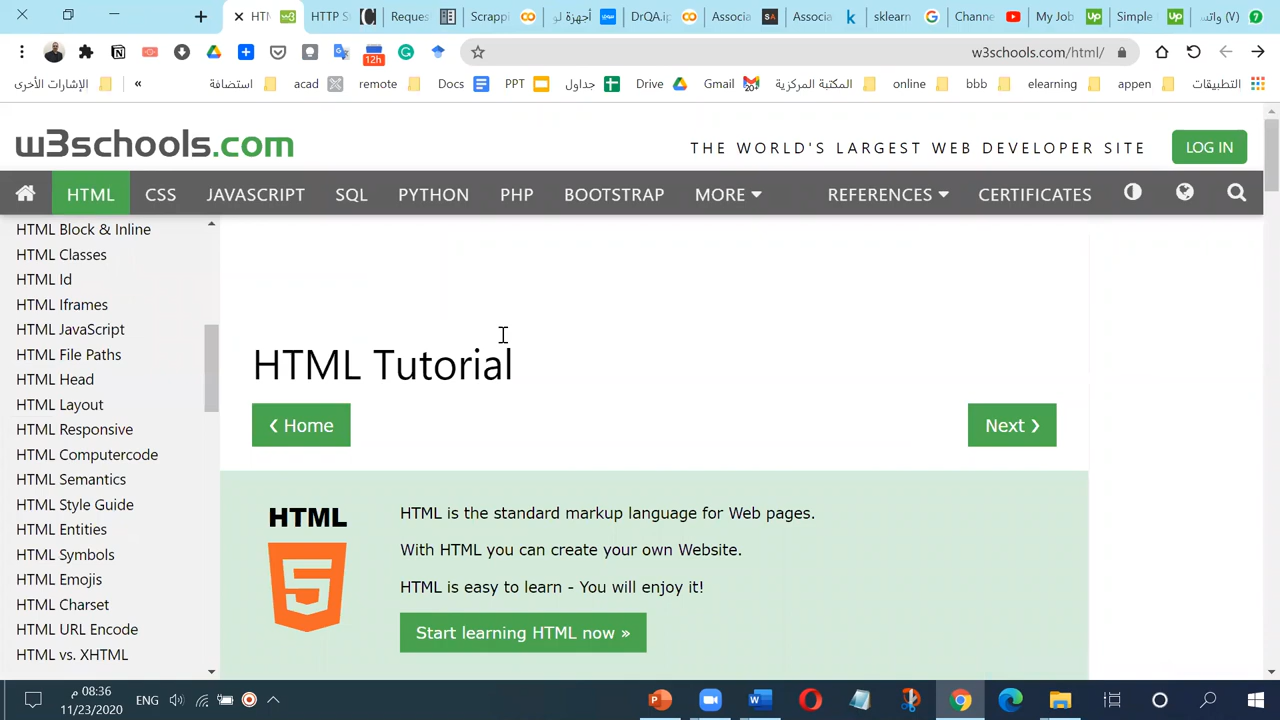 HTM
HTTP S
Reques
Scrappi
أجهزة لو
DrQA.ip
Associa
Associa
sklearn
Channe
My Job
Simple
(٧) واتس
12h
w3schools.com/html/
الإشارات الأخرى
»
استضافة
acad
remote
Docs
PPT
جداول
Drive
Gmail
المكتبة المركزية
online
bbb
elearning
appen
التطبيقات
w3schools.com
THE WORLD'S LARGEST WEB DEVELOPER SITE
LOG IN
HTML CSS JAVASCRIPT SQL PYTHON PHP BOOTSTRAP MORE REFERENCES CERTIFICATES
HTML Block & Inline
HTML Classes
HTML Id
HTML Iframes
HTML JavaScript
HTML File Paths
HTML Head
HTML Layout
HTML Responsive
HTML Computercode
HTML Semantics
HTML Style Guide
HTML Entities
HTML Symbols
HTML Emojis
HTML Charset
HTML URL Encode
HTML vs. XHTML
HTML Tutorial
❮ Home
Next ❯
HTML
5
HTML is the standard markup language for Web pages.
With HTML you can create your own Website.
HTML is easy to learn - You will enjoy it!
Start learning HTML now »
08:36 م
11/23/2020
ENG